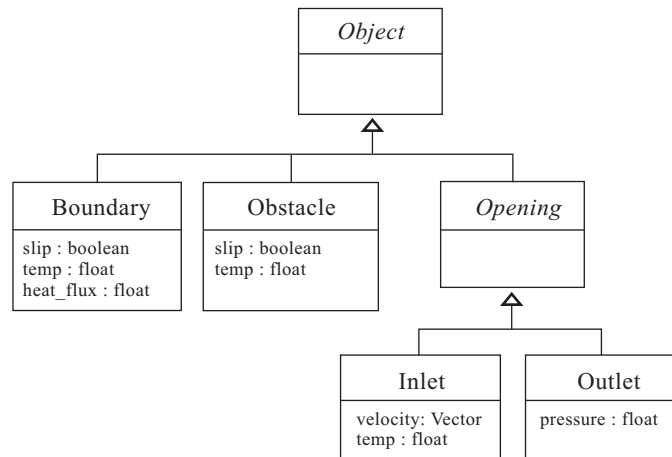 Object
Boundary
slip : boolean
temp : float
heat_flux : float
Obstacle
slip : boolean
temp : float
Opening
Inlet
velocity: Vector
temp : float
Outlet
pressure : float